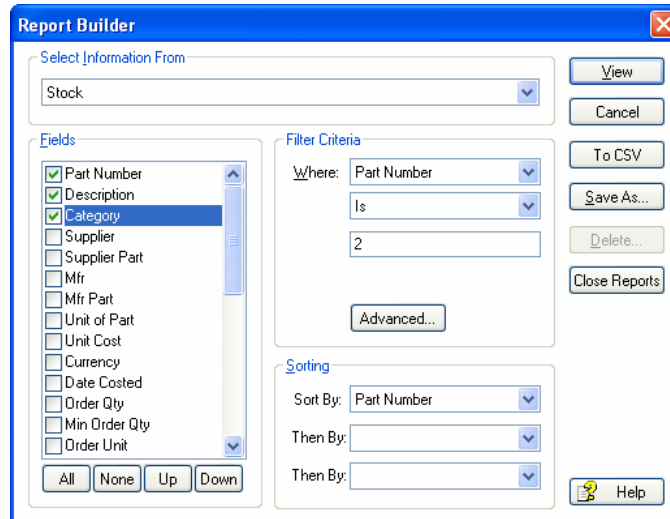 Report Builder
Select Information From
Stock
View
Cancel
To CSV
Save As...
Delete...
Close Reports
Help
Fields
Part Number
Description
Category
Supplier
Supplier Part
Mfr
Mfr Part
Unit of Part
Unit Cost
Currency
Date Costed
Order Qty
Min Order Qty
Order Unit
All None Up Down
Filter Criteria
Where: Part Number
Is
2
Advanced...
Sorting
Sort By: Part Number
Then By:
Then By: